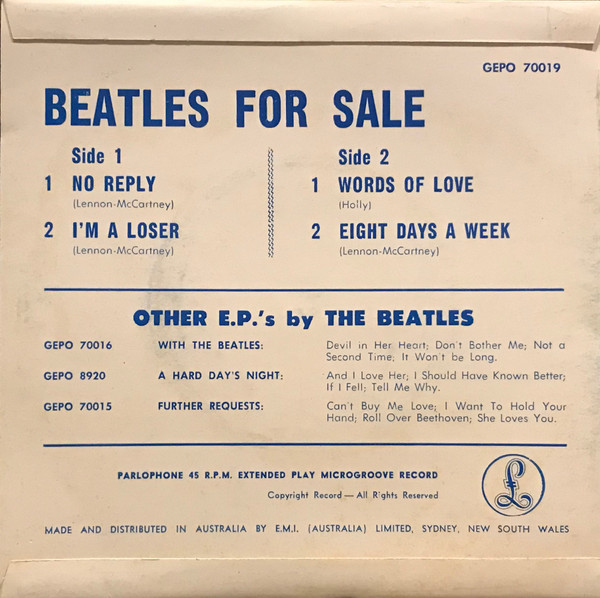 GEPO 70019
BEATLES FOR SALE
Side 1
1 NO REPLY
(Lennon-McCartney)
2 I'M A LOSER
(Lennon-McCartney)
Side 2
1 WORDS OF LOVE
(Holly)
2 EIGHT DAYS A WEEK
(Lennon-McCartney)
OTHER E.P.'s by THE BEATLES
GEPO 70016 WITH THE BEATLES: Devil in Her Heart; Don't Bother Me; Not a
Second Time; It Won't be Long.
GEPO 8920 A HARD DAY'S NIGHT: And I Love Her; I Should Have Known Better;
If I Fell; Tell Me Why.
GEPO 70015 FURTHER REQUESTS: Can't Buy Me Love; I Want To Hold Your
Hand; Roll Over Beethoven; She Loves You.
PARLOPHONE 45 R.P.M. EXTENDED PLAY MICROGROOVE RECORD
Copyright Record — All Rights Reserved
£
MADE AND DISTRIBUTED IN AUSTRALIA BY E.M.I. (AUSTRALIA) LIMITED, SYDNEY, NEW SOUTH WALES